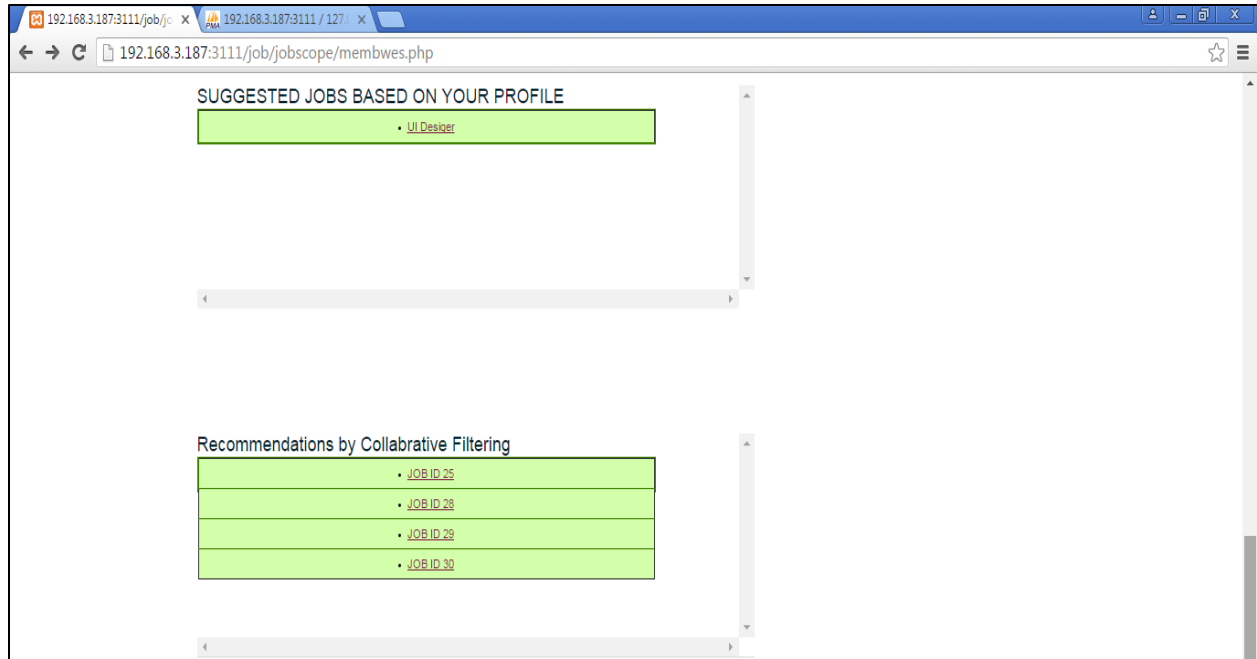 192.168.3.187:3111/job/jo
192.168.3.187:3111 / 127.
192.168.3.187:3111/job/jobscope/membwes.php
SUGGESTED JOBS BASED ON YOUR PROFILE
• UI Desiger
Recommendations by Collabrative Filtering
• JOB ID 25
• JOB ID 28
• JOB ID 29
• JOB ID 30